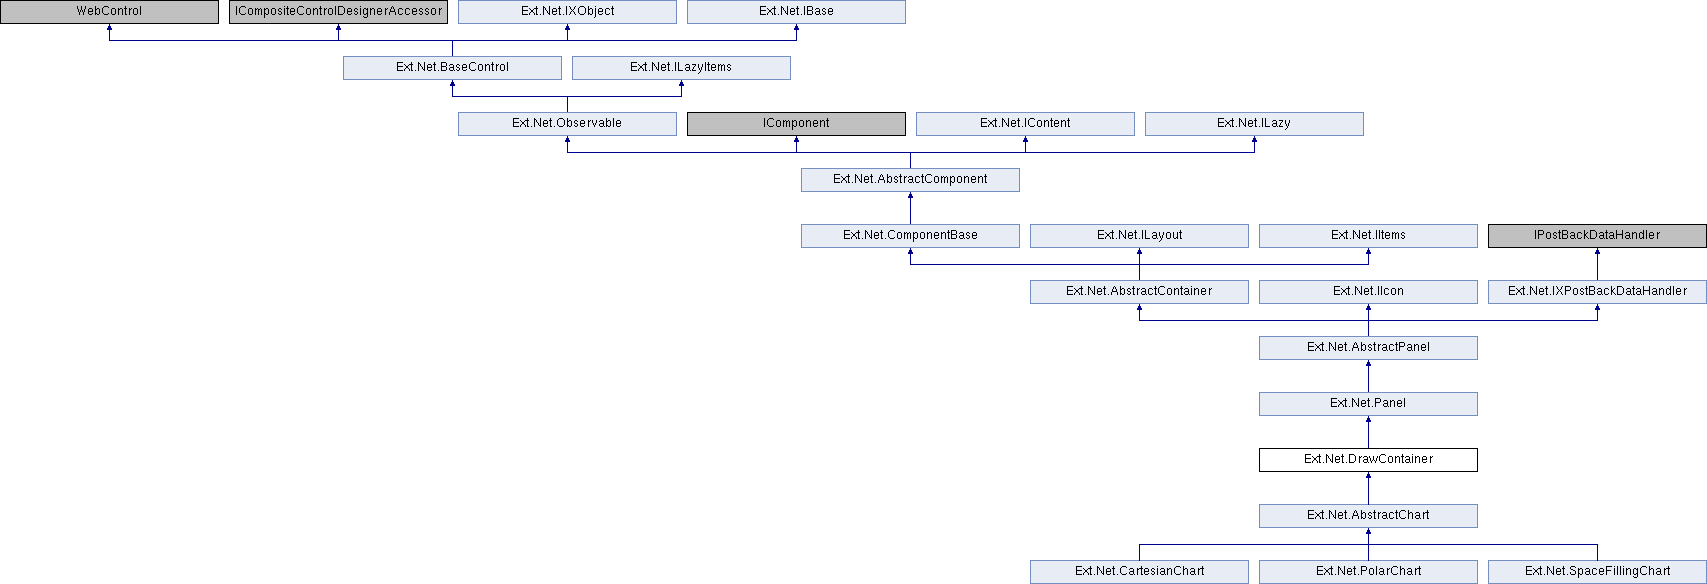 WebControl
ICompositeControlDesignerAccessor
Ext.Net.IXObject
Ext.Net.IBase
Ext.Net.BaseControl
Ext.Net.ILazyItems
Ext.Net.Observable
IComponent
Ext.Net.IContent
Ext.Net.ILazy
Ext.Net.AbstractComponent
Ext.Net.ComponentBase
Ext.Net.ILayout
Ext.Net.IItems
IPostBackDataHandler
Ext.Net.AbstractContainer
Ext.Net.IIcon
Ext.Net.IXPostBackDataHandler
Ext.Net.AbstractPanel
Ext.Net.Panel
Ext.Net.DrawContainer
Ext.Net.AbstractChart
Ext.Net.CartesianChart
Ext.Net.PolarChart
Ext.Net.SpaceFillingChart